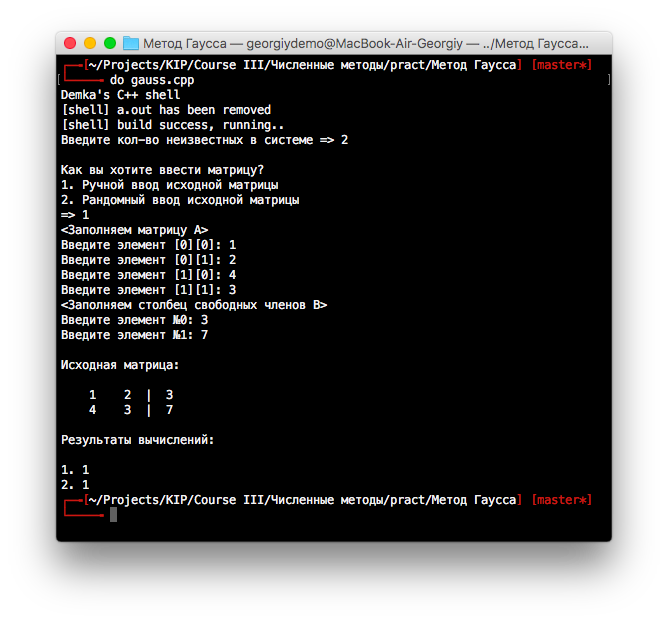 Метод Гаусса — georgiydemo@MacBook-Air-Georgiy — ../Метод Гаусса...
[~/Projects/KIP/Course III/Численные методы/pract/Метод Гаусса] [master*]
do gauss.cpp
Demka's C++ shell
[shell] a.out has been removed
[shell] build success, running..
Введите кол-во неизвестных в системе => 2
Как вы хотите ввести матрицу?
1. Ручной ввод исходной матрицы
2. Рандомный ввод исходной матрицы
=> 1
<Заполняем матрицу A>
Введите элемент [0][0]: 1
Введите элемент [0][1]: 2
Введите элемент [1][0]: 4
Введите элемент [1][1]: 3
<Заполняем столбец свободных членов B>
Введите элемент №0: 3
Введите элемент №1: 7
Исходная матрица:
1 2 | 3
4 3 | 7
Результаты вычислений:
1. 1
2. 1
[~/Projects/KIP/Course III/Численные методы/pract/Метод Гаусса] [master*]